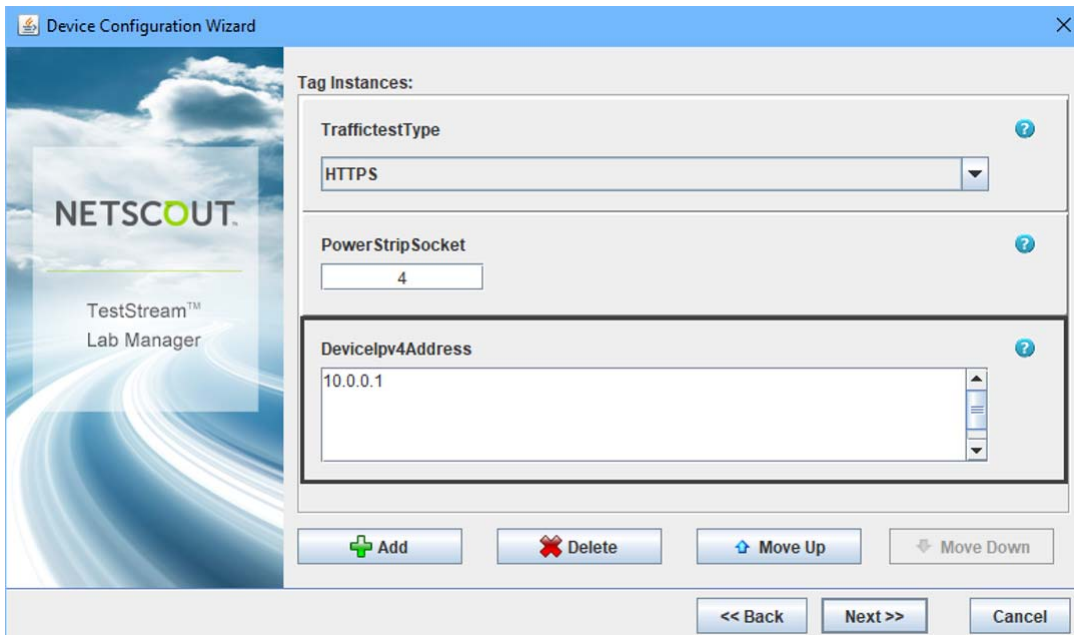 Device Configuration Wizard
Tag Instances:
TraffictestType
HTTPS
NETSCOUT.
PowerStripSocket
4
TestStream™
Lab Manager
DeviceIpv4Address
10.0.0.1
Add
Delete
Move Up
Move Down
<< Back
Next >>
Cancel